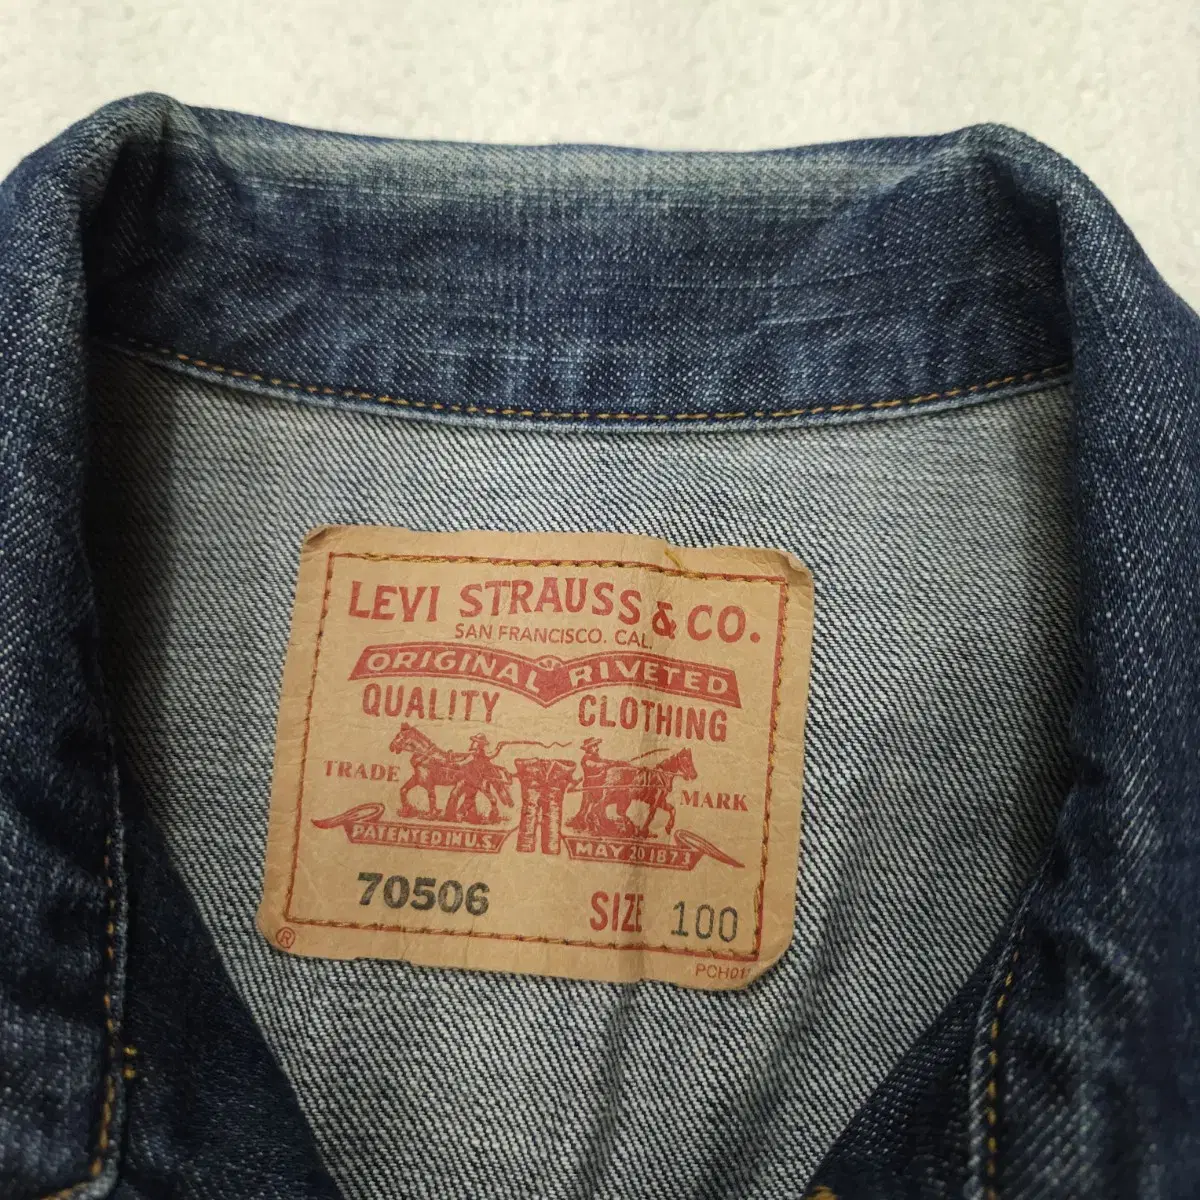 LEVI STRAUSS & CO.
SAN FRANCISCO. CAL.
ORIGINAL RIVETED
QUALITY CLOTHING
TRADE MARK
PATENTED IN U.S. MAY 20 1873
70506 SIZE 100
®